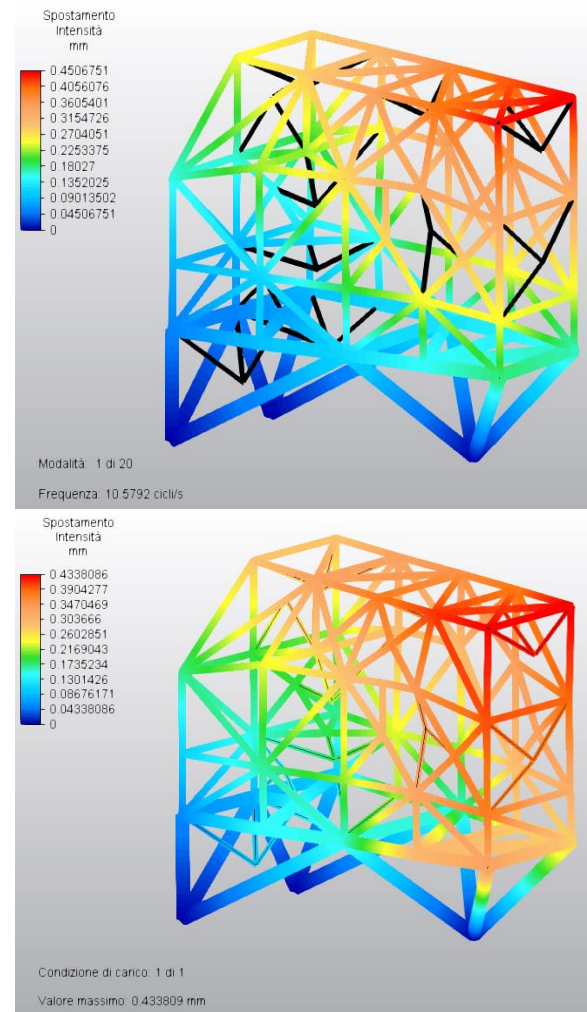 Spostamento
Intensità
mm
0.4506751
0.4056076
0.3605401
0.3154726
0.2704051
0.2253375
0.18027
0.1352025
0.09013502
0.04506751
0
Modalità: 1 di 20
Frequenza: 10.5792 cicli/s
Spostamento
Intensità
mm
0.4338086
0.3904277
0.3470469
0.303666
0.2602851
0.2169043
0.1735234
0.1301426
0.08676171
0.04338086
0
Condizione di carico: 1 di 1
Valore massimo: 0.433809 mm